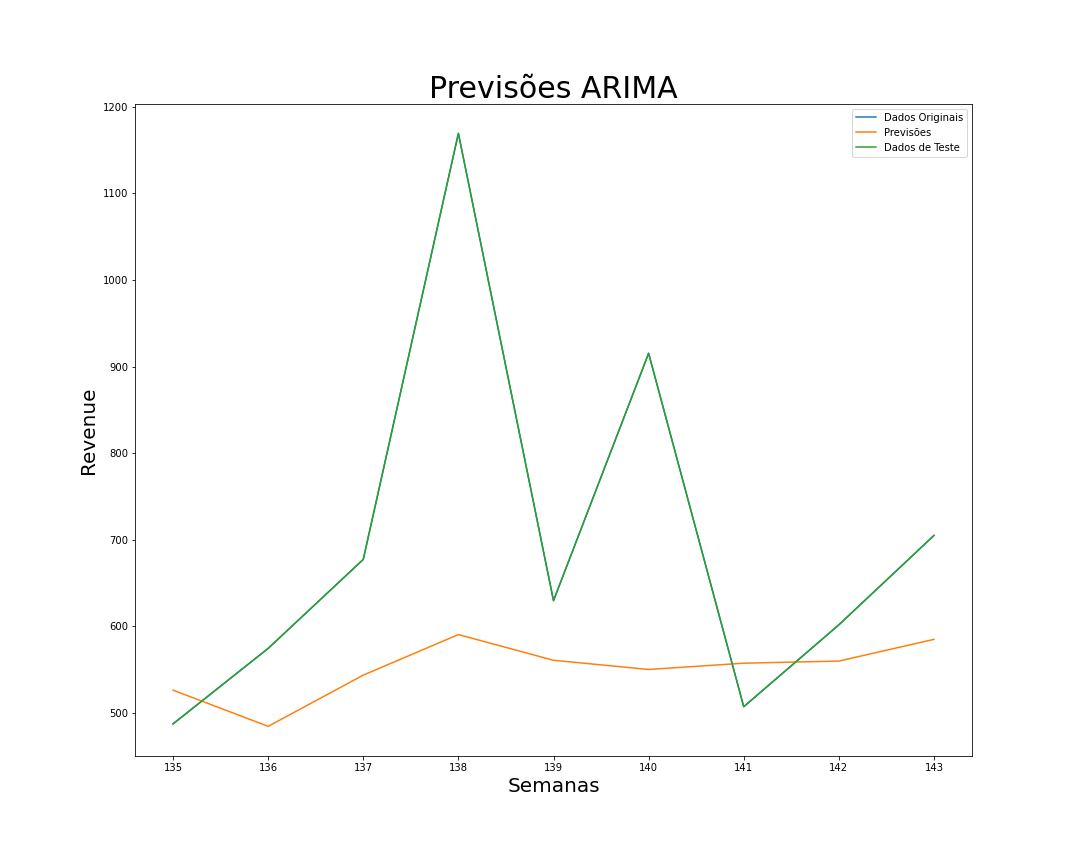 Previsões ARIMA
Dados Originais
Previsões
Dados de Teste
Revenue
1200
1100
1000
900
800
700
600
500
135 136 137 138 139 140 141 142 143
Semanas